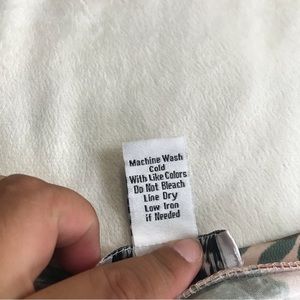 Machine Wash
Cold
With Like Colors
Do Not Bleach
Line Dry
Low Iron
if Needed